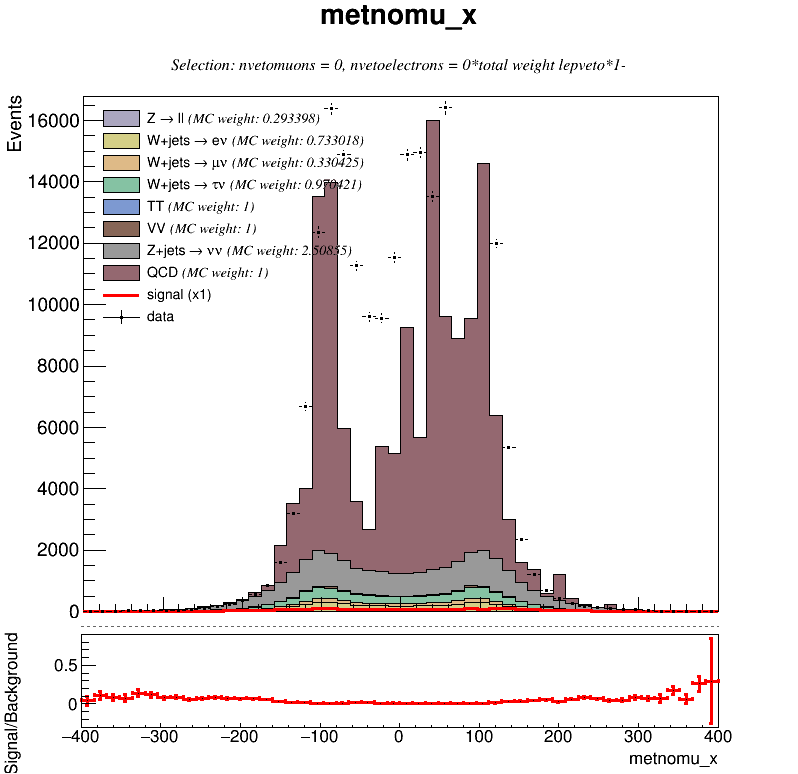 metnomu_x
Selection: nvetomuons = 0, nvetoelectrons = 0*total weight lepveto*1-
Events
16000
14000
12000
10000
8000
6000
4000
2000
0
Z → ll (MC weight: 0.293398)
W+jets → eν (MC weight: 0.733018)
W+jets → μν (MC weight: 0.330425)
W+jets → τν (MC weight: 0.970421)
TT (MC weight: 1)
VV (MC weight: 1)
Z+jets → νν (MC weight: 2.50855)
QCD (MC weight: 1)
signal (x1)
data
Signal/Background
0.5
0
−400 −300 −200 −100 0 100 200 300 400
metnomu_x